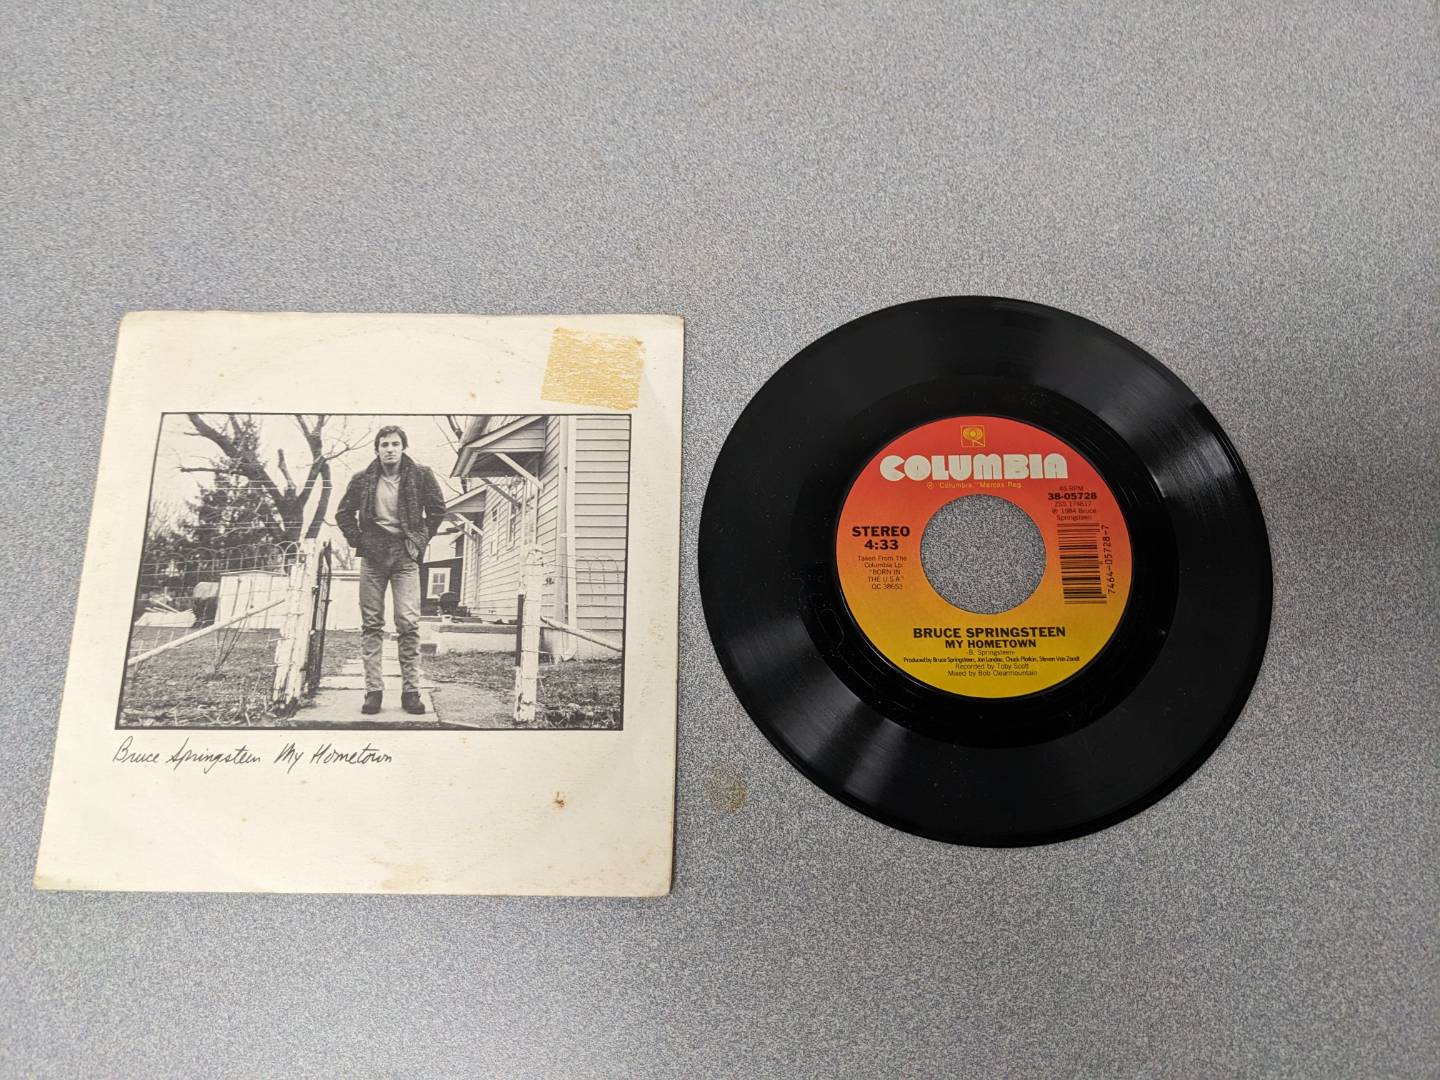 Bruce Springsteen My Hometown
COLUMBIA
® "Columbia," Marcas Reg.
45 RPM
38-05728
ZSS 174817
℗ 1984 Bruce
Springsteen
STEREO
4:33
Taken From The
Columbia Lp:
"BORN IN
THE U.S.A."
QC 38653
7464-05728-7
BRUCE SPRINGSTEEN
MY HOMETOWN
-B. Springsteen-
Produced by Bruce Springsteen, Jon Landau, Chuck Plotkin, Steven Van Zandt
Recorded by Toby Scott
Mixed by Bob Clearmountain